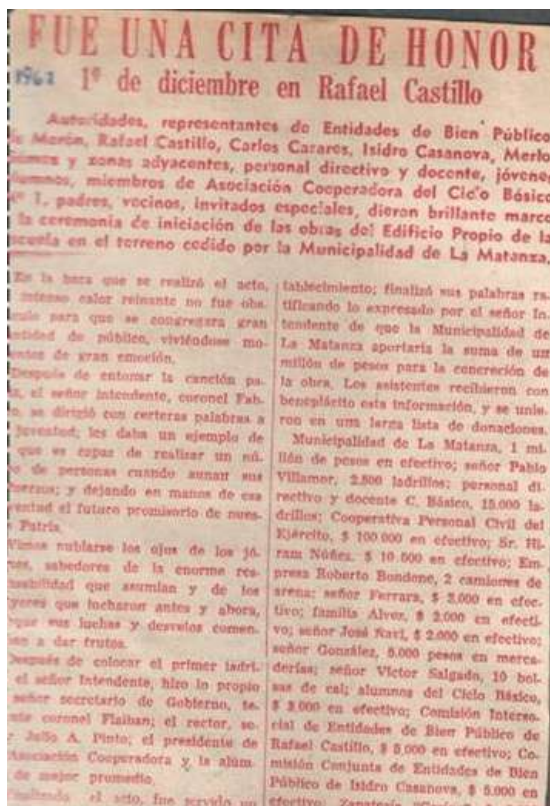 FUE UNA CITA DE HONOR
1º de diciembre en Rafael Castillo
Autoridades, representantes de Entidades de Bien Público
de Morón, Rafael Castillo, Carlos Casares, Isidro Casanova, Merlo
Gómez y zonas adyacentes, personal directivo y docente, jóvenes
alumnos, miembros de Asociación Cooperadora del Ciclo Básico
Nº 1, padres, vecinos, invitados especiales, dieron brillante marco
la ceremonia de iniciación de las obras del Edificio Propio de la
scuela en el terreno cedido por la Municipalidad de La Matanza.
En la hora que se realizó el acto,
intenso calor reinante no fue obs-
culo para que se congregara gran
ntidad de público, viviéndose mo-
entos de gran emoción.
Después de entonar la canción pa-
el señor intendente, coronel
se dirigió con certeras palabras a
juventud; les daba un ejemplo de
que es capaz de realizar un nú-
o de personas cuando aunan sus
uerzos; y dejando en manos de esa
ventud el futuro promisorio de nues-
Patria.
Vimos nublarse los ojos de los jó-
nes, sabedores de la enorme res-
nsabilidad que asumían y de los
yores que lucharon antes y ahora,
que sus luchas y desvelos comen-
an a dar frutos.
Después de colocar el primer ladri-
el señor Intendente, hizo lo propio
señor secretario de Gobierno, te-
nte coronel Flaiban; el rector, se-
Julio A. Pinto; el presidente de
Asociación Cooperadora y la alum-
de mejor promedio.
el acto, fue servido un
tablecimiento; finalizó sus palabras ra-
tificando lo expresado por el señor In-
tendente de que la Municipalidad de
La Matanza aportaría la suma de un
millón de pesos para la concreción de
la obra. Los asistentes recibieron con
beneplácito esta información, y se unie-
ron en una larga lista de donaciones.
Municipalidad de La Matanza, 1 mi-
llón de pesos en efectivo; señor Pablo
Villamor, 2.500 ladrillos; personal di-
rectivo y docente C. Básico, 15.000 la-
drillos; Cooperativa Personal Civil del
Ejército, $ 100.000 en efectivo; Sr. Hi-
ram Núñez, $ 10.000 en efectivo; Em-
presa Roberto Bondone, 2 camiones de
arena; señor Ferrara, $ 2.000 en efec-
tivo; familia Alvez, $ 2.000 en efecti-
vo; señor José Navi, $ 2.000 en efectivo;
señor González, 5.000 pesos en merca-
derías; señor Víctor Salgado, 10 bol-
sas de cal; alumnos del Ciclo Básico,
$ 3.000 en efectivo; Comisión Interso-
cial de Entidades de Bien Público de
Rafael Castillo, $ 5.000 en efectivo; Co-
misión Conjunta de Entidades de Bien
Público de Isidro Casanova, $ 5.000 en
efectivo;